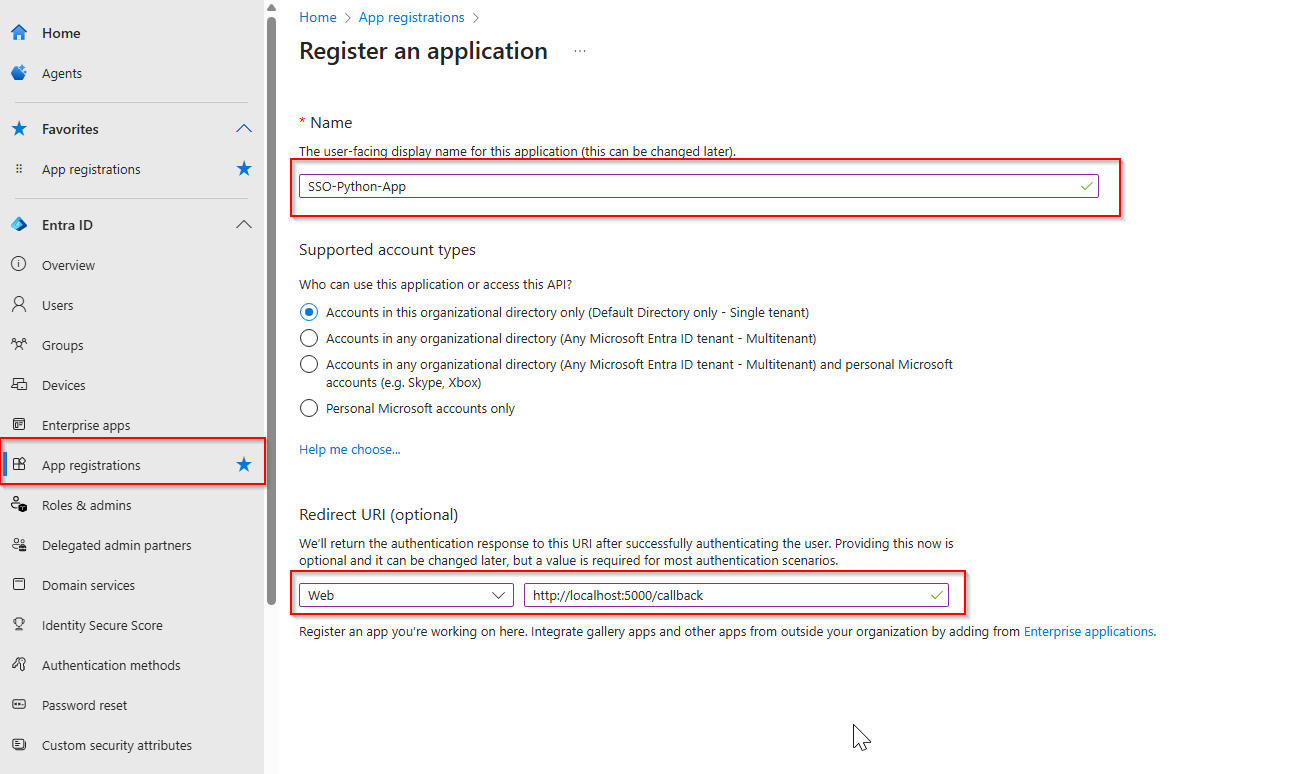 Home
Agents
Favorites
App registrations
Entra ID
Overview
Users
Groups
Devices
Enterprise apps
App registrations
Roles & admins
Delegated admin partners
Domain services
Identity Secure Score
Authentication methods
Password reset
Custom security attributes
Home > App registrations >
Register an application ...
* Name
The user-facing display name for this application (this can be changed later).
SSO-Python-App
Supported account types
Who can use this application or access this API?
Accounts in this organizational directory only (Default Directory only - Single tenant)
Accounts in any organizational directory (Any Microsoft Entra ID tenant - Multitenant)
Accounts in any organizational directory (Any Microsoft Entra ID tenant - Multitenant) and personal Microsoft
accounts (e.g. Skype, Xbox)
Personal Microsoft accounts only
Help me choose...
Redirect URI (optional)
We'll return the authentication response to this URI after successfully authenticating the user. Providing this now is
optional and it can be changed later, but a value is required for most authentication scenarios.
Web
http://localhost:5000/callback
Register an app you're working on here. Integrate gallery apps and other apps from outside your organization by adding from Enterprise applications.